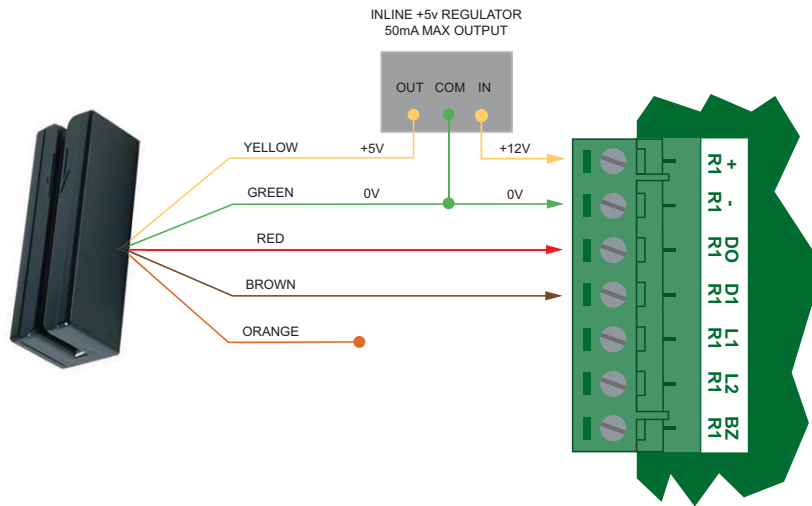 INLINE +5v REGULATOR
50mA MAX OUTPUT
OUT COM IN
YELLOW +5V +12V
GREEN 0V 0V
RED
BROWN
ORANGE
+
R1
-
R1
D0
R1
D1
R1
L1
R1
L2
R1
BZ
R1